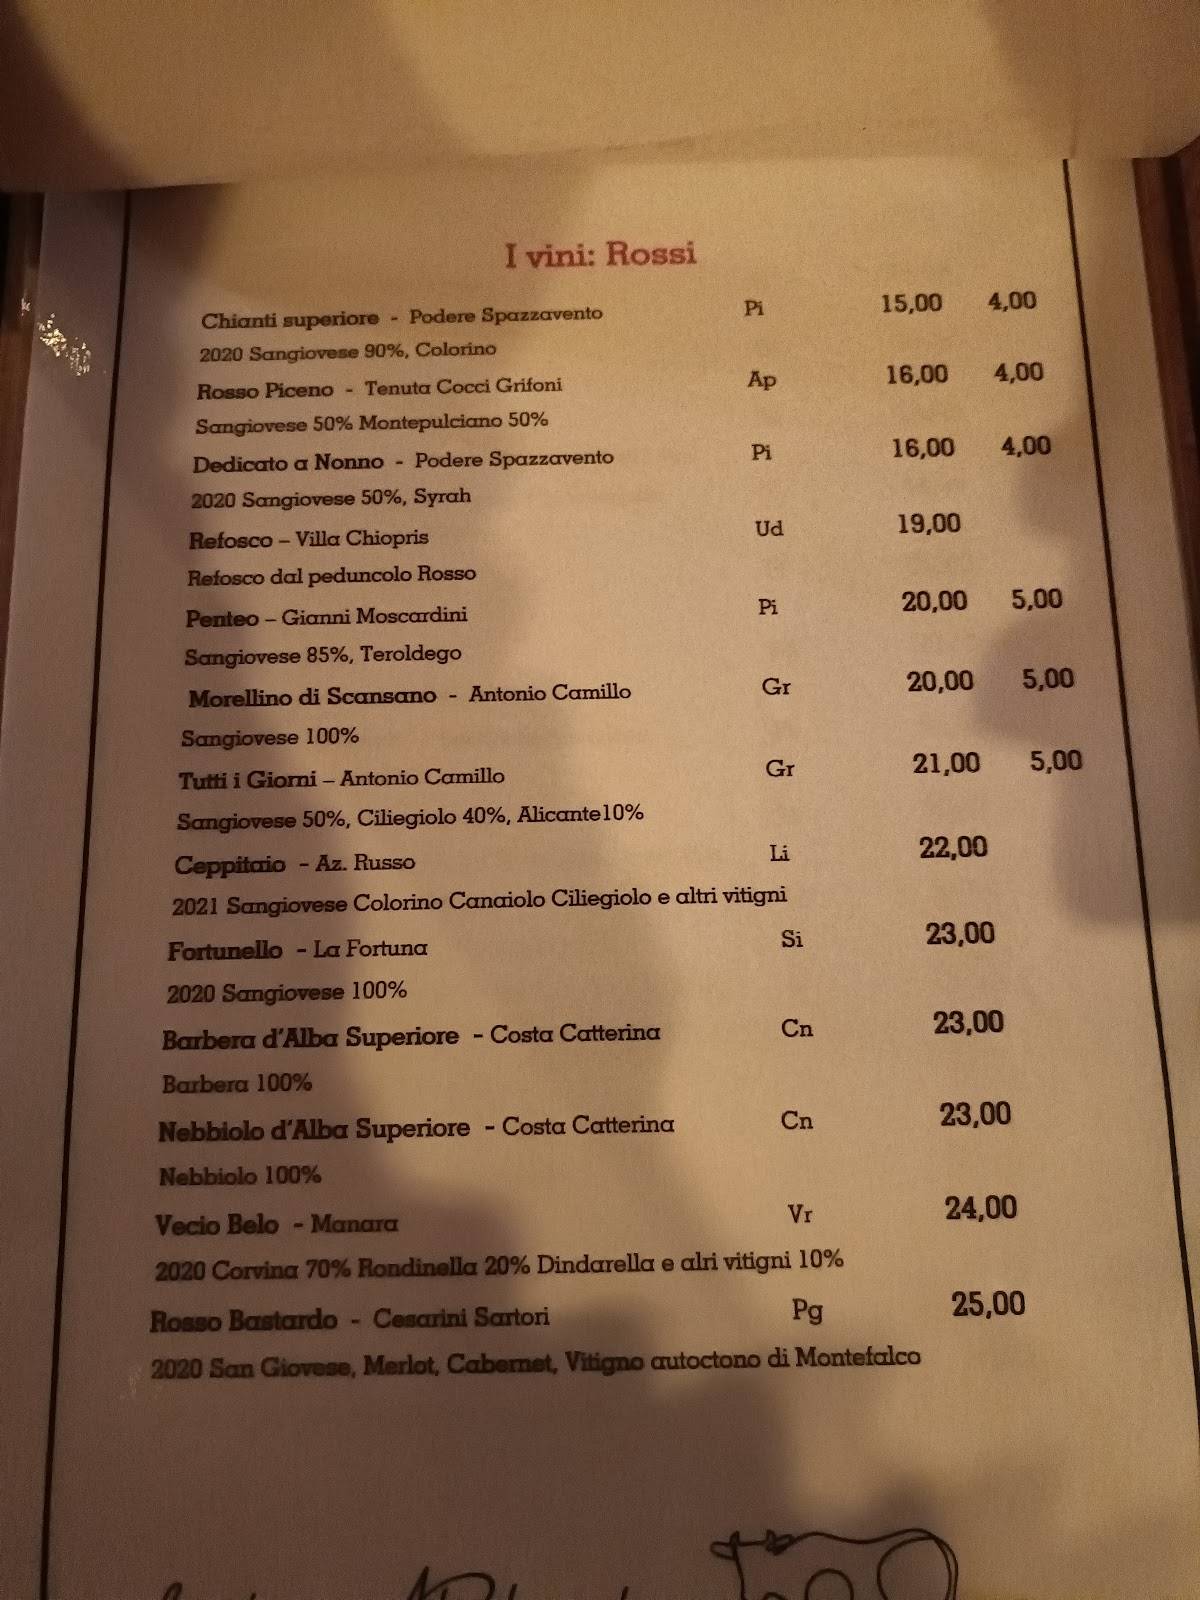 I vini: Rossi
Chianti superiore - Podere Spazzavento Pi 15,00 4,00
2020 Sangiovese 90%, Colorino
Rosso Piceno - Tenuta Cocci Grifoni Ap 16,00 4,00
Sangiovese 50% Montepulciano 50%
Dedicato a Nonno - Podere Spazzavento Pi 16,00 4,00
2020 Sangiovese 50%, Syrah
Refosco – Villa Chiopris Ud 19,00
Refosco dal peduncolo Rosso
Penteo – Gianni Moscardini Pi 20,00 5,00
Sangiovese 85%, Teroldego
Morellino di Scansano - Antonio Camillo Gr 20,00 5,00
Sangiovese 100%
Tutti i Giorni – Antonio Camillo Gr 21,00 5,00
Sangiovese 50%, Ciliegiolo 40%, Alicante10%
Ceppitaio - Az. Russo Li 22,00
2021 Sangiovese Colorino Canaiolo Ciliegiolo e altri vitigni
Fortunello - La Fortuna Si 23,00
2020 Sangiovese 100%
Barbera d'Alba Superiore - Costa Catterina Cn 23,00
Barbera 100%
Nebbiolo d'Alba Superiore - Costa Catterina Cn 23,00
Nebbiolo 100%
Vecio Belo - Manara Vr 24,00
2020 Corvina 70% Rondinella 20% Dindarella e alri vitigni 10%
Rosso Bastardo - Cesarini Sartori Pg 25,00
2020 San Giovese, Merlot, Cabernet, Vitigno autoctono di Montefalco